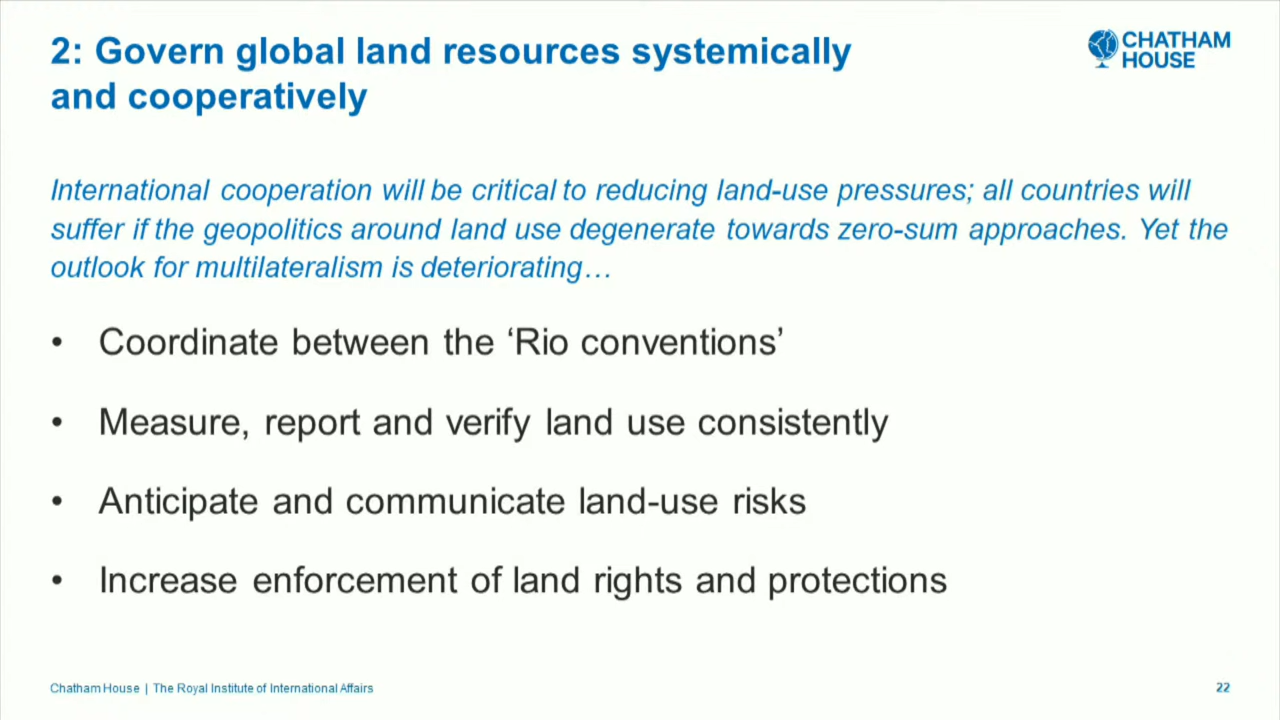 2: Govern global land resources systemically
and cooperatively
CHATHAM
HOUSE
International cooperation will be critical to reducing land-use pressures; all countries will
suffer if the geopolitics around land use degenerate towards zero-sum approaches. Yet the
outlook for multilateralism is deteriorating…
• Coordinate between the ‘Rio conventions’
• Measure, report and verify land use consistently
• Anticipate and communicate land-use risks
• Increase enforcement of land rights and protections
Chatham House | The Royal Institute of International Affairs
22